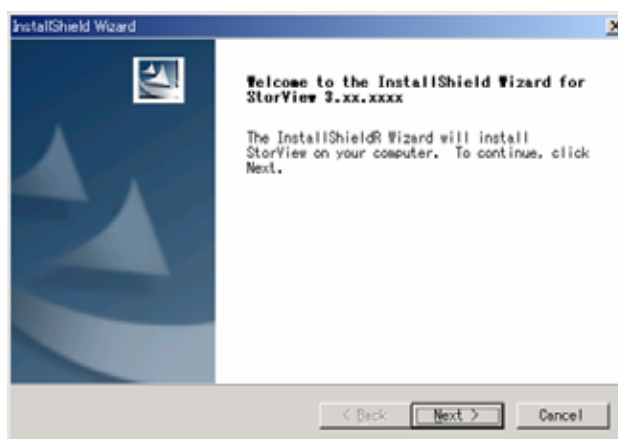 InstallShield Wizard
Welcome to the InstallShield Wizard for
StorView 3.xx.xxxx
The InstallShieldR Wizard will install
StorView on your computer. To continue, click
Next.
< Back
Next >
Cancel